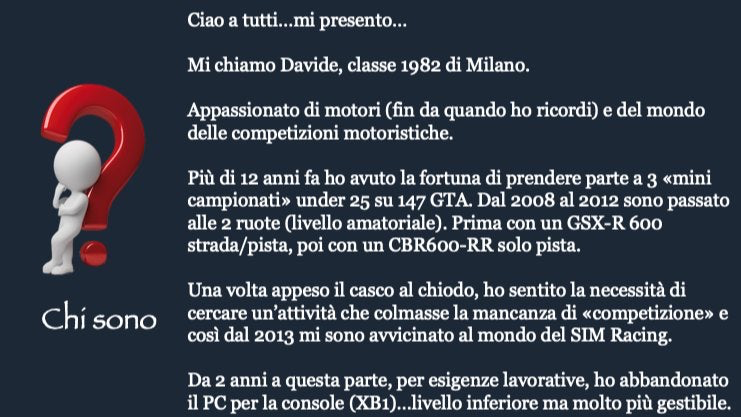 Ciao a tutti...mi presento...
Mi chiamo Davide, classe 1982 di Milano.
Appassionato di motori (fin da quando ho ricordi) e del mondo
delle competizioni motoristiche.
Più di 12 anni fa ho avuto la fortuna di prendere parte a 3 «mini
campionati» under 25 su 147 GTA. Dal 2008 al 2012 sono passato
alle 2 ruote (livello amatoriale). Prima con un GSX-R 600
strada/pista, poi con un CBR600-RR solo pista.
Una volta appeso il casco al chiodo, ho sentito la necessità di
cercare un'attività che colmasse la mancanza di «competizione» e
così dal 2013 mi sono avvicinato al mondo del SIM Racing.
Da 2 anni a questa parte, per esigenze lavorative, ho abbandonato
il PC per la console (XB1)...livello inferiore ma molto più gestibile.
Chi sono